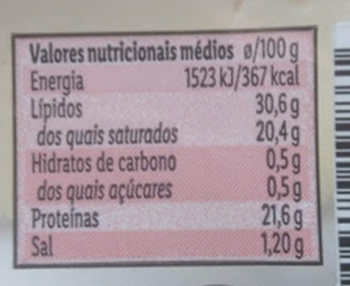 Valores nutricionais médios ø/100 g
Energia 1523 kJ/367 kcal
Lípidos 30,6 g
dos quais saturados 20,4 g
Hidratos de carbono 0,5 g
dos quais açúcares 0,5 g
Proteínas 21,6 g
Sal 1,20 g